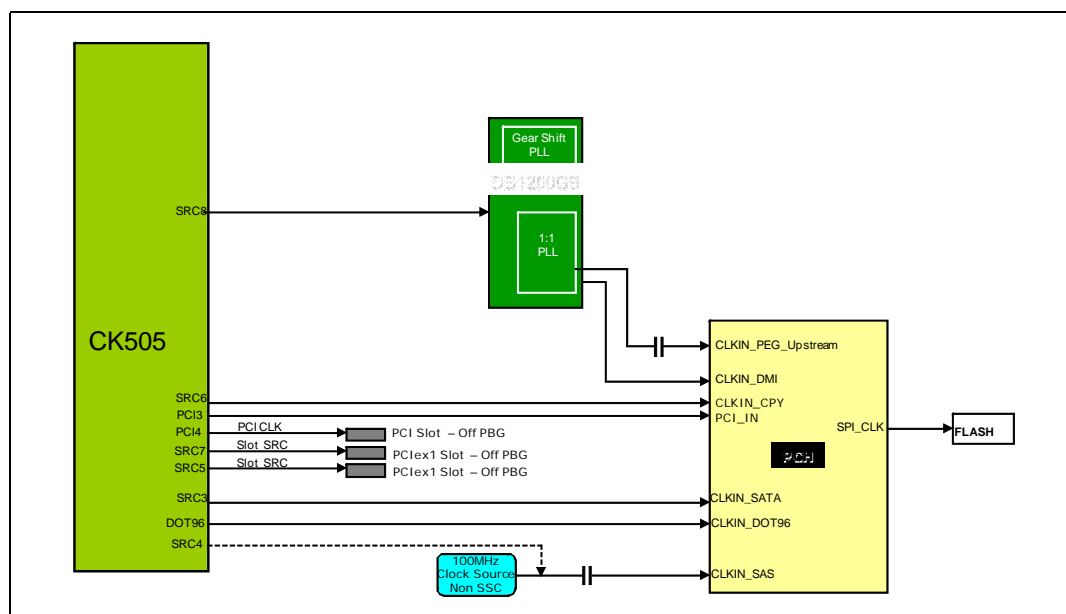 Gear Shift
PLL
DB1200GS
SRC8
1:1
PLL
CK505
CLKIN_PEG_Upstream
CLKIN_DMI
SRC6
CLKIN_CPY
PCI3
PCI_IN
PCI4
PCI CLK
PCI Slot – Off PBG
SPI_CLK
FLASH
SRC7
Slot SRC
PCIex1 Slot – Off PBG
PCH
SRC5
Slot SRC
PCIex1 Slot – Off PBG
SRC3
CLKIN_SATA
DOT96
CLKIN_DOT96
SRC4
100MHz
Clock Source
Non SSC
CLKIN_SAS